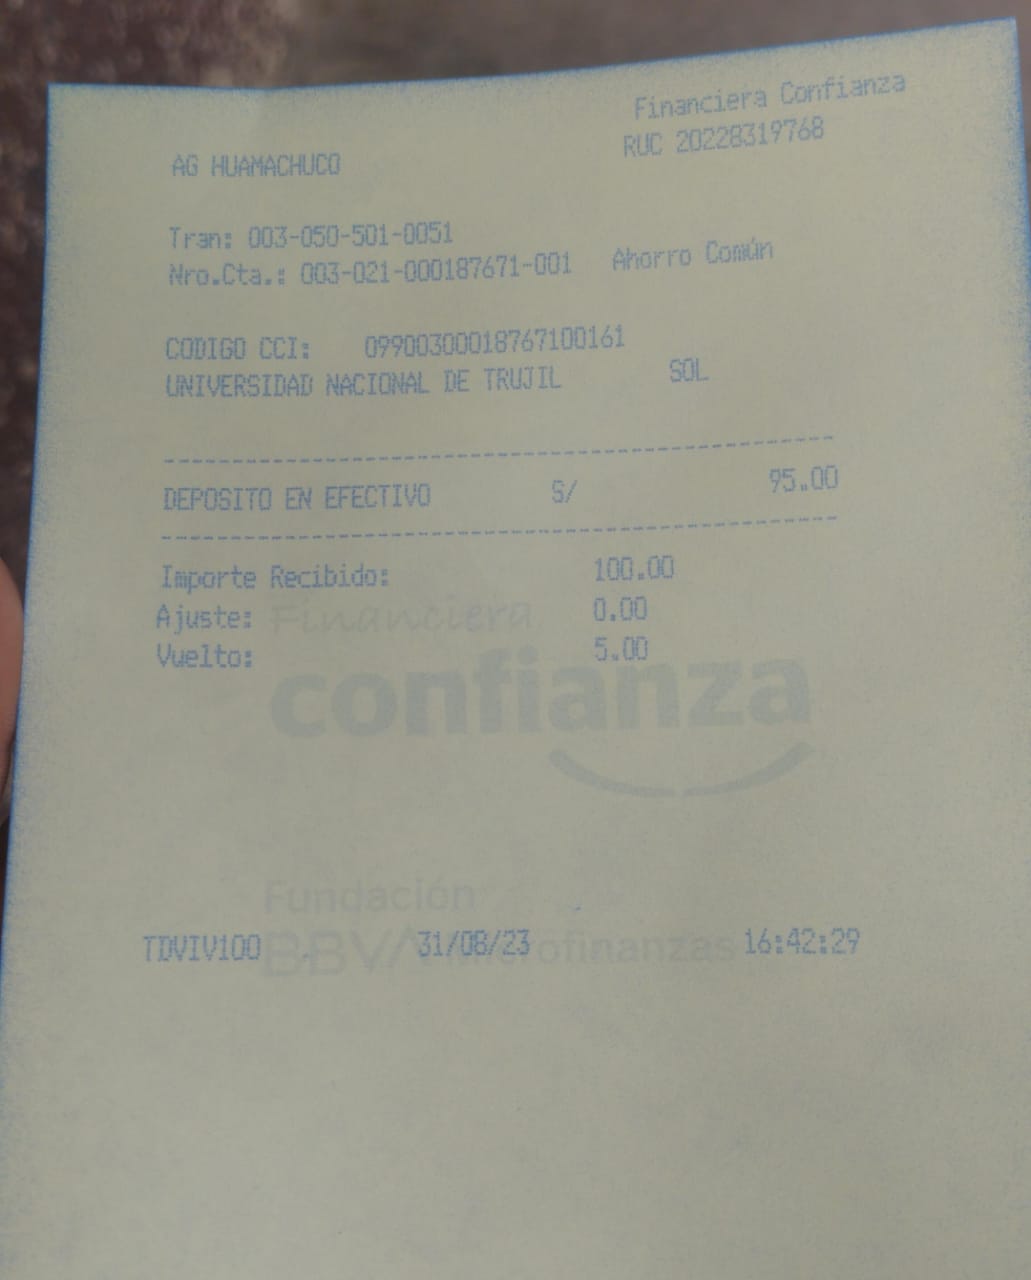 Financiera Confianza
RUC 20228319768
AG HUAMACHUCO
Tran: 003-050-501-0051
Nro.Cta.: 003-021-000187671-001 Ahorro Común
CODIGO CCI: 09900300018767100161
UNIVERSIDAD NACIONAL DE TRUJIL SOL
DEPOSITO EN EFECTIVO S/ 95.00
Importe Recibido: 100.00
Ajuste: 0.00
Vuelto: 5.00
Financiera
confianza
Fundación
BBVA Microfinanzas
TDVIV100 31/08/23 16:42:29